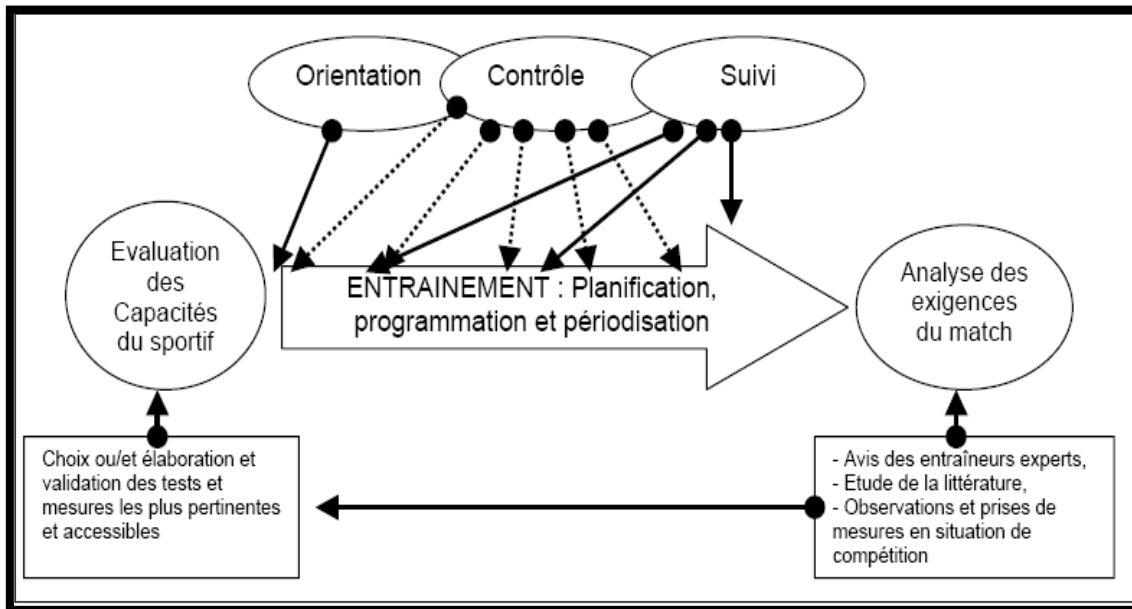 Orientation
Contrôle
Suivi
Evaluation
des
Capacités
du sportif
ENTRAINEMENT : Planification,
programmation et périodisation
Analyse des
exigences
du match
Choix ou/et élaboration et
validation des tests et
mesures les plus pertinentes
et accessibles
- Avis des entraîneurs experts,
- Etude de la littérature,
- Observations et prises de
mesures en situation de
compétition